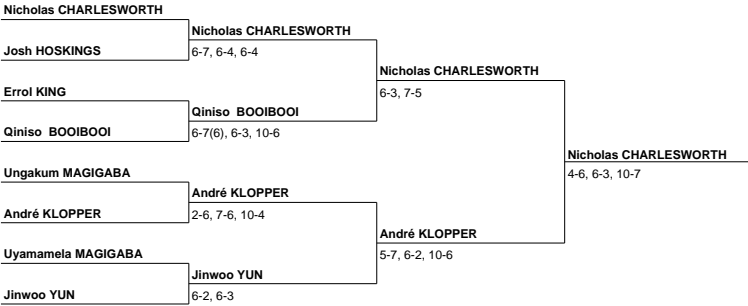 Nicholas CHARLESWORTH
Nicholas CHARLESWORTH
Josh HOSKINGS
6-7, 6-4, 6-4
Nicholas CHARLESWORTH
Errol KING
6-3, 7-5
Qiniso BOOIBOOI
Qiniso BOOIBOOI
6-7(6), 6-3, 10-6
Nicholas CHARLESWORTH
Ungakum MAGIGABA
4-6, 6-3, 10-7
André KLOPPER
André KLOPPER
2-6, 7-6, 10-4
André KLOPPER
Uyamamela MAGIGABA
5-7, 6-2, 10-6
Jinwoo YUN
Jinwoo YUN
6-2, 6-3